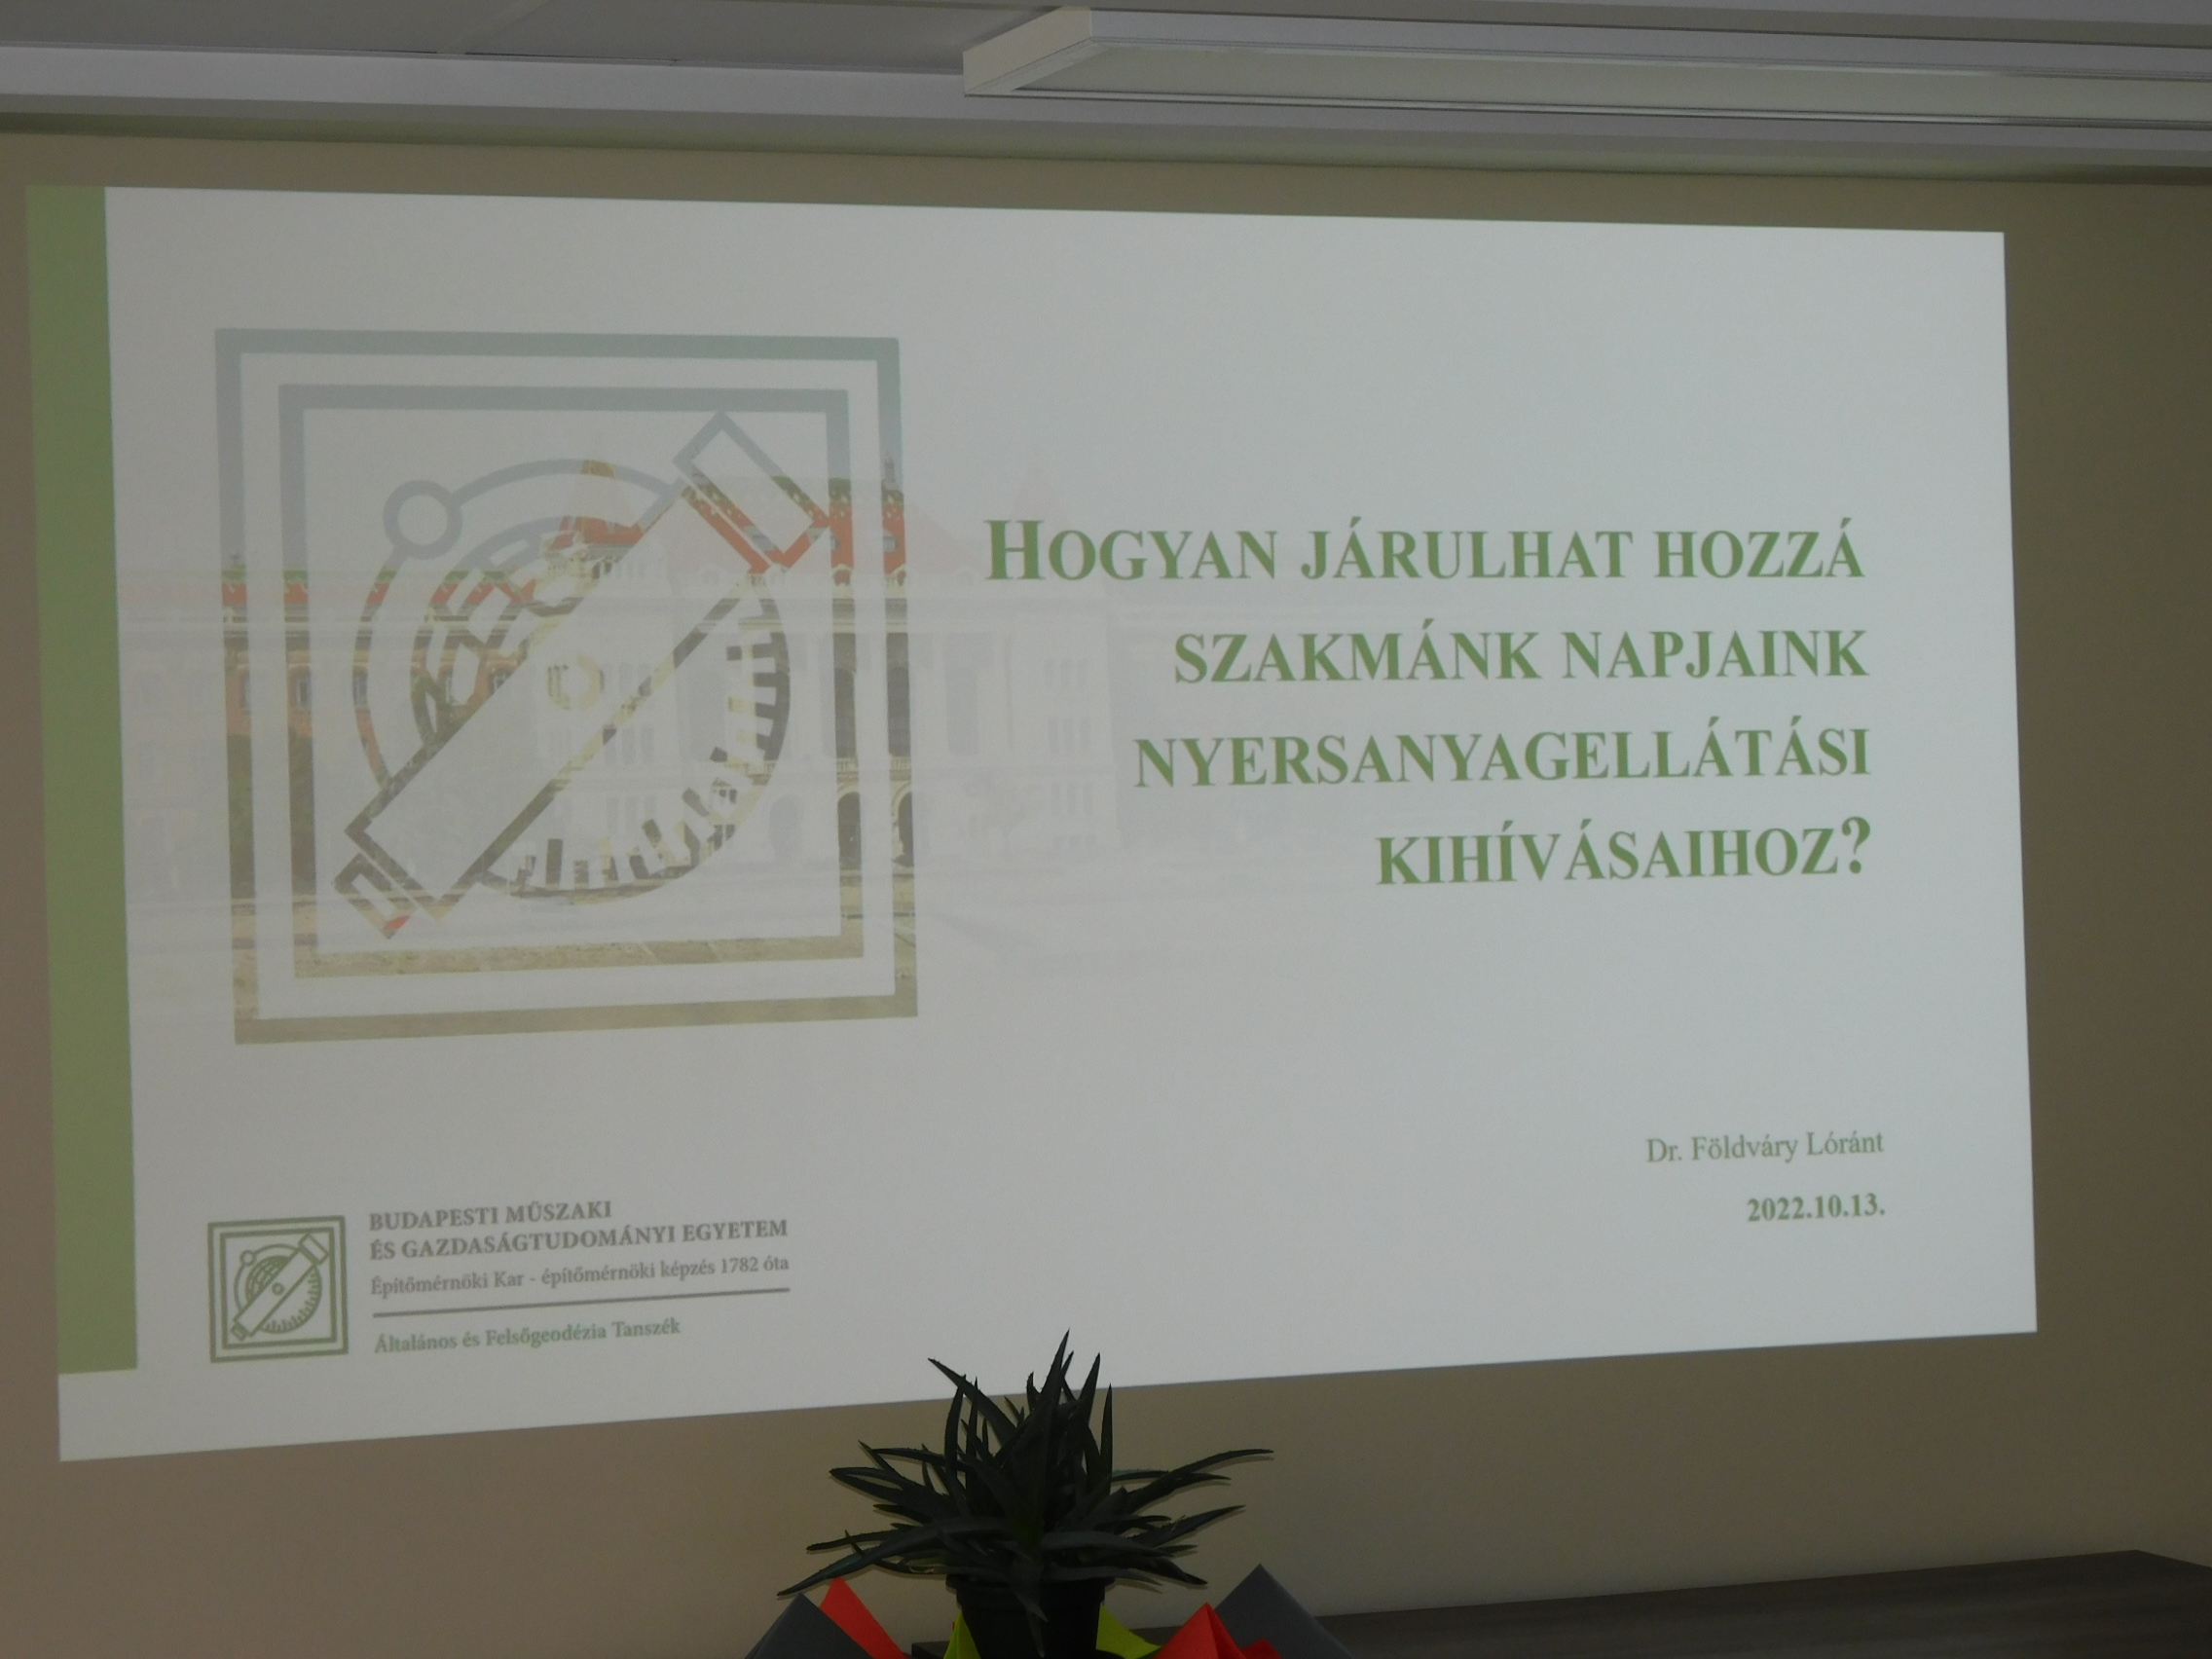 HOGYAN JÁRULHAT HOZZÁ
SZAKMÁNK NAPJAINK
NYERSANYAGELLÁTÁSI
KIHÍVÁSAIHOZ?
Dr. Földváry Lóránt
2022.10.13.
BUDAPESTI MŰSZAKI
ÉS GAZDASÁGTUDOMÁNYI EGYETEM
Építőmérnöki Kar - építőmérnöki képzés 1782 óta
Általános és Felsőgeodézia Tanszék